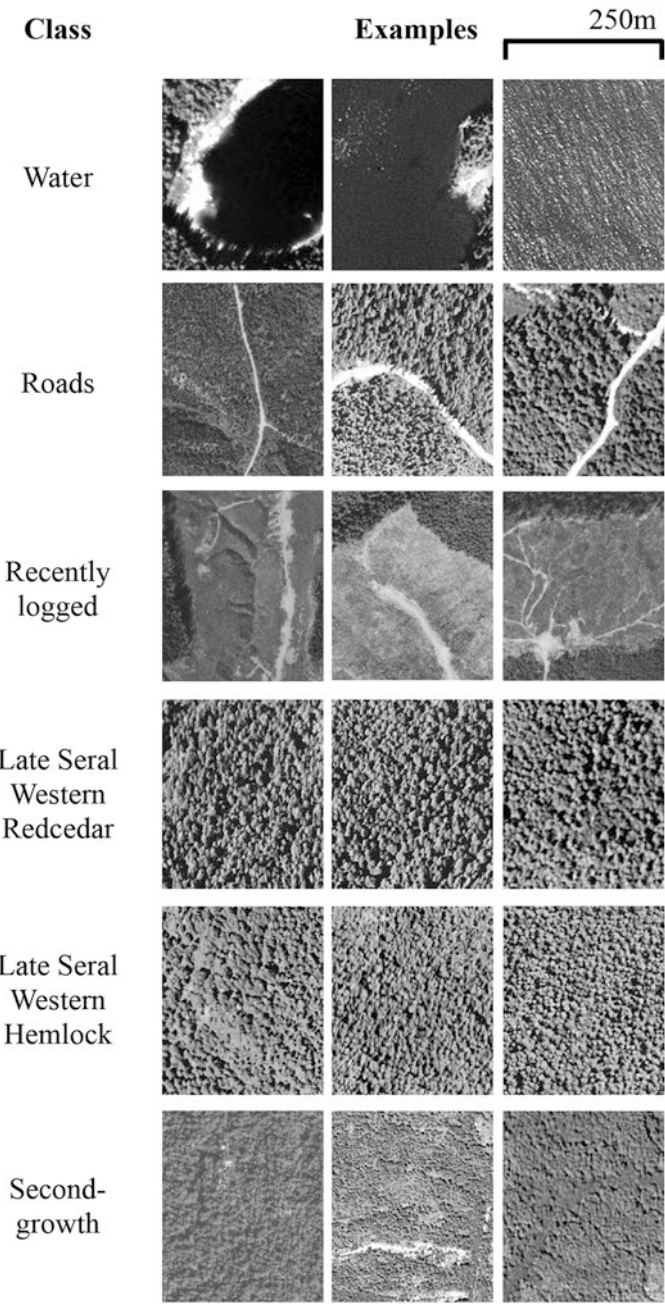 Class Examples 250m
Water
Roads
Recently
logged
Late Seral
Western
Redcedar
Late Seral
Western
Hemlock
Second-
growth